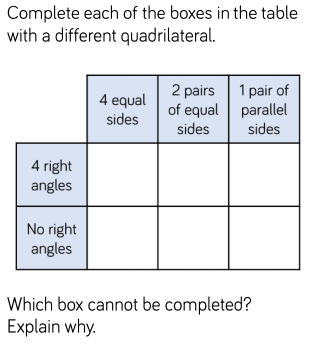 Complete each of the boxes in the table
with a different quadrilateral.
4 equal
sides
2 pairs
of equal
sides
1 pair of
parallel
sides
4 right
angles
No right
angles
Which box cannot be completed?
Explain why.